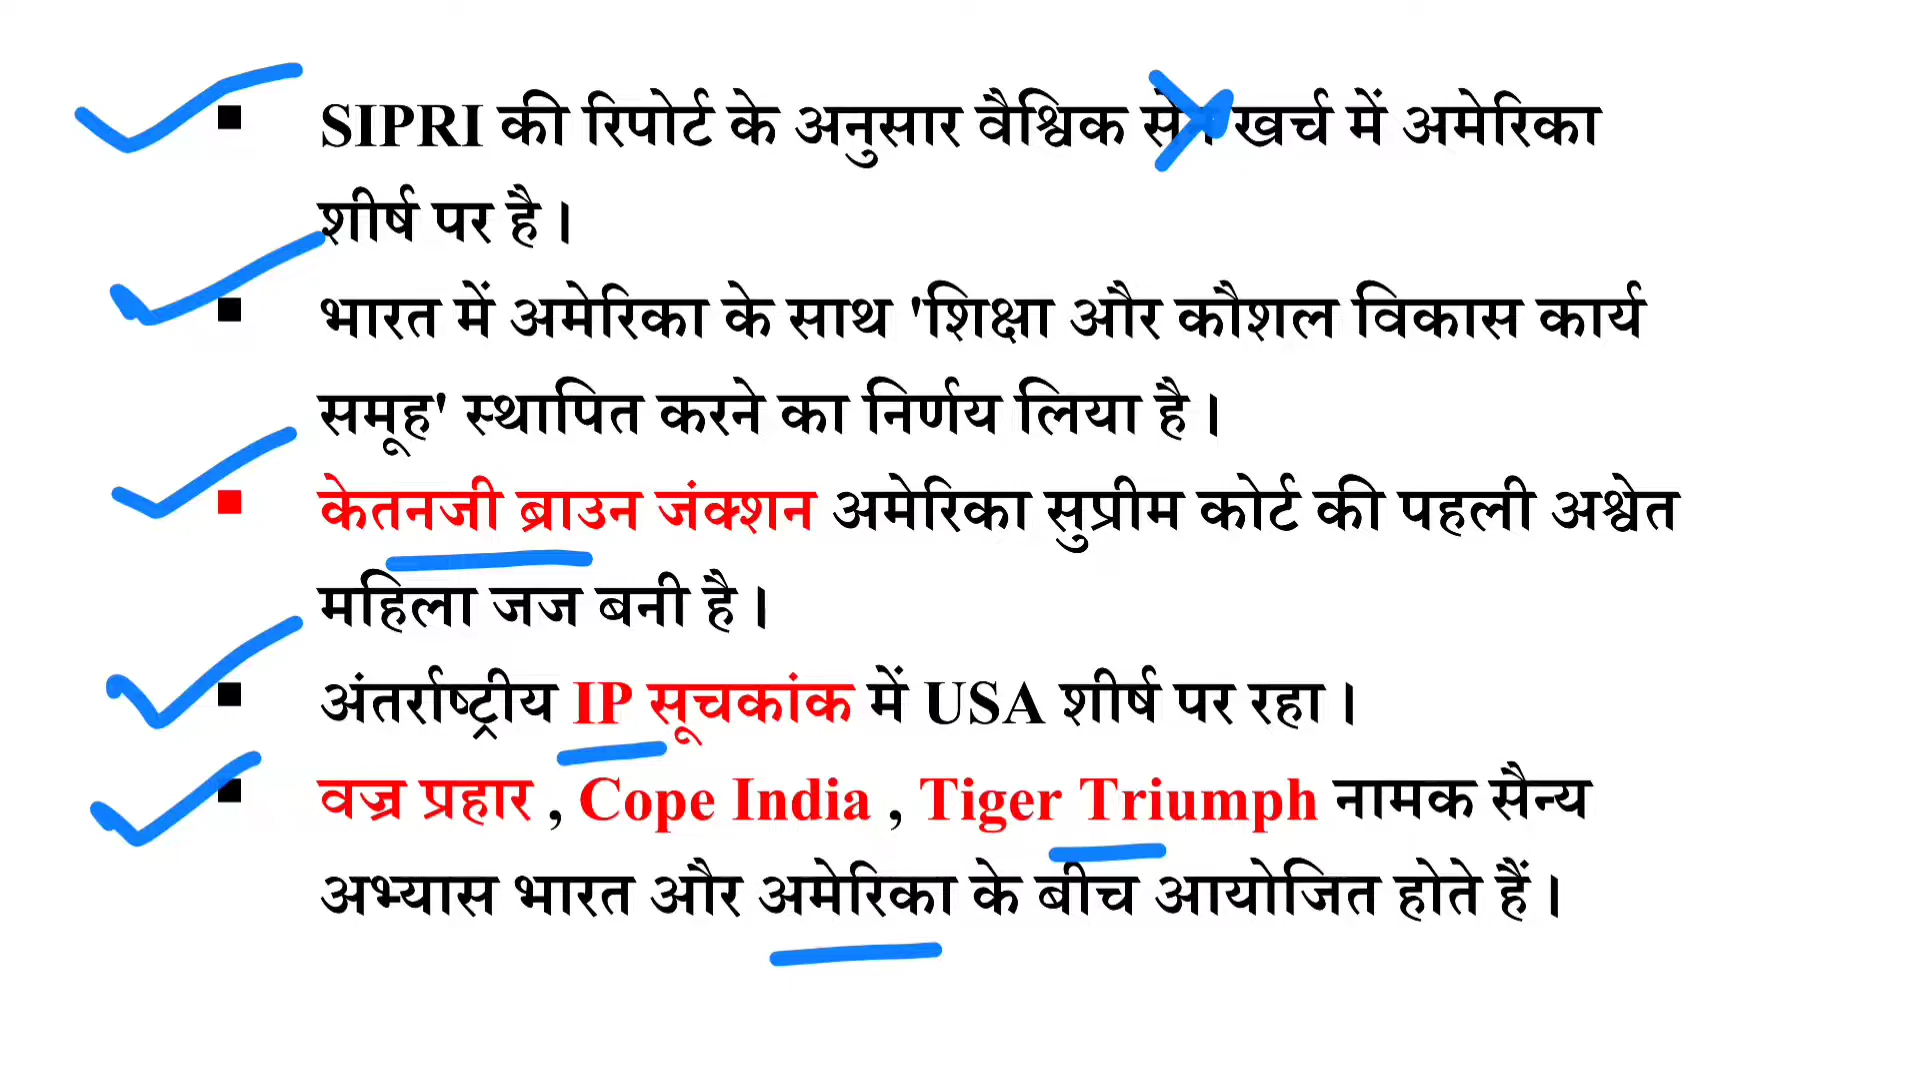 SIPRI की रिपोर्ट के अनुसार वैश्विक खर्च में अमेरिका
शीर्ष पर है।
भारत में अमेरिका के साथ 'शिक्षा और कौशल विकास कार्य
समूह' स्थापित करने का निर्णय लिया है।
केतनजी ब्राउन जंक्शन अमेरिका सुप्रीम कोर्ट की पहली अश्वेत
महिला जज बनी है।
अंतर्राष्ट्रीय IP सूचकांक में USA शीर्ष पर रहा।
वज्र प्रहार , Cope India , Tiger Triumph नामक सैन्य
अभ्यास भारत और अमेरिका के बीच आयोजित होते हैं।